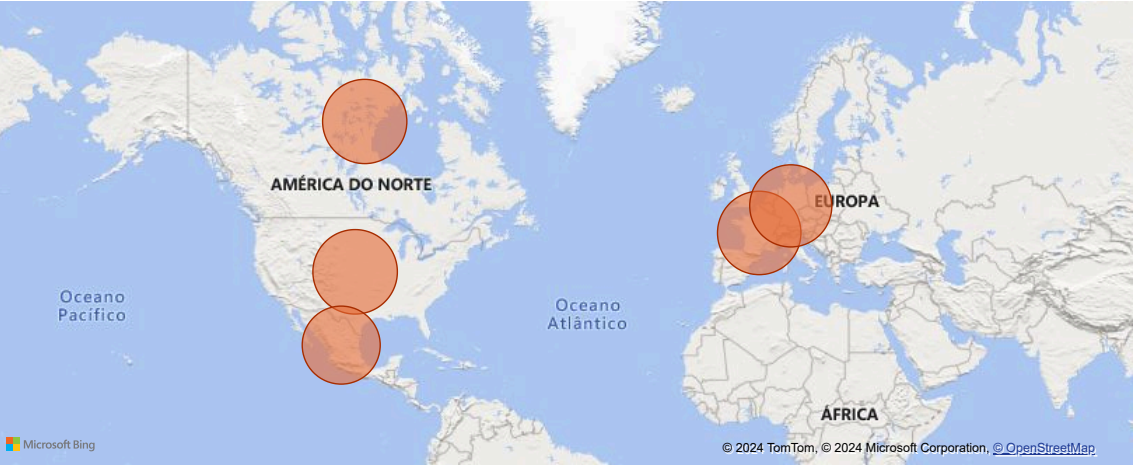 AMÉRICA DO NORTE
EUROPA
Oceano
Pacífico
Oceano
Atlântico
ÁFRICA
Microsoft Bing
© 2024 TomTom, © 2024 Microsoft Corporation, © OpenStreetMap